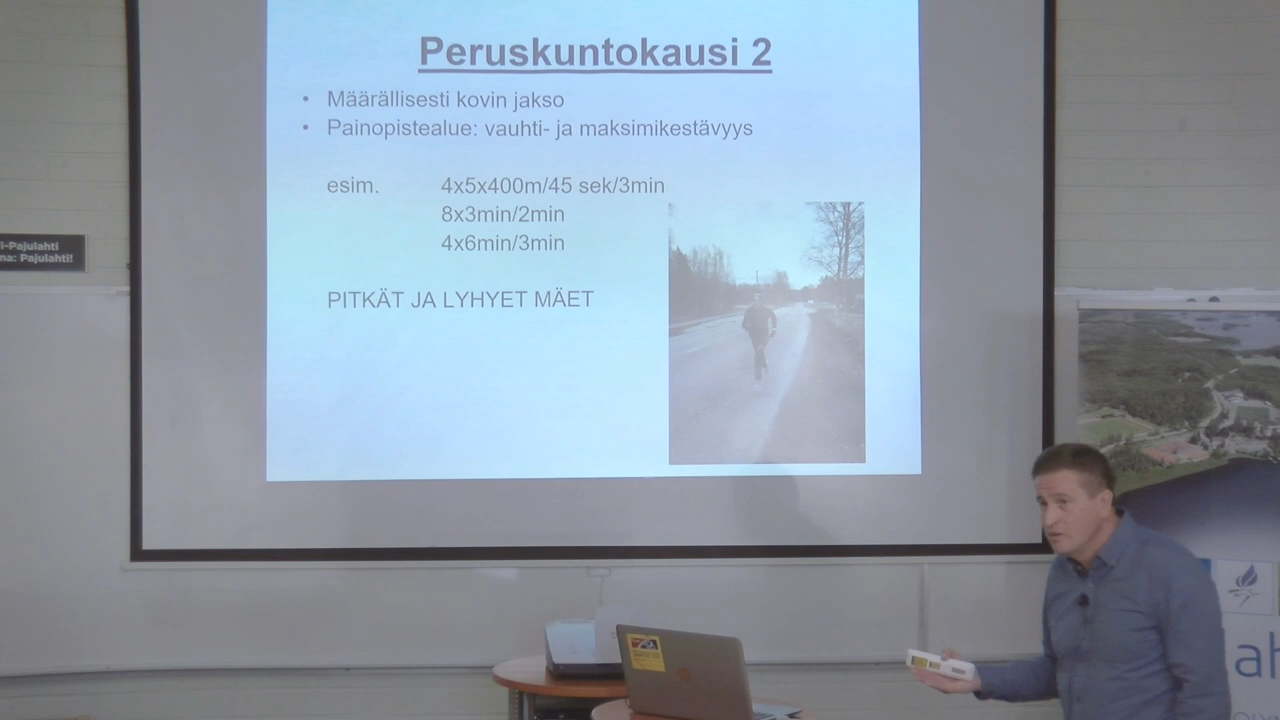 Peruskuntokausi 2
• Määrällisesti kovin jakso
• Painopistealue: vauhti- ja maksimikestävyys
esim. 4x5x400m/45 sek/3min
8x3min/2min
4x6min/3min
PITKÄT JA LYHYET MÄET
i-Pajulahti
na: Pajulahti!
ah